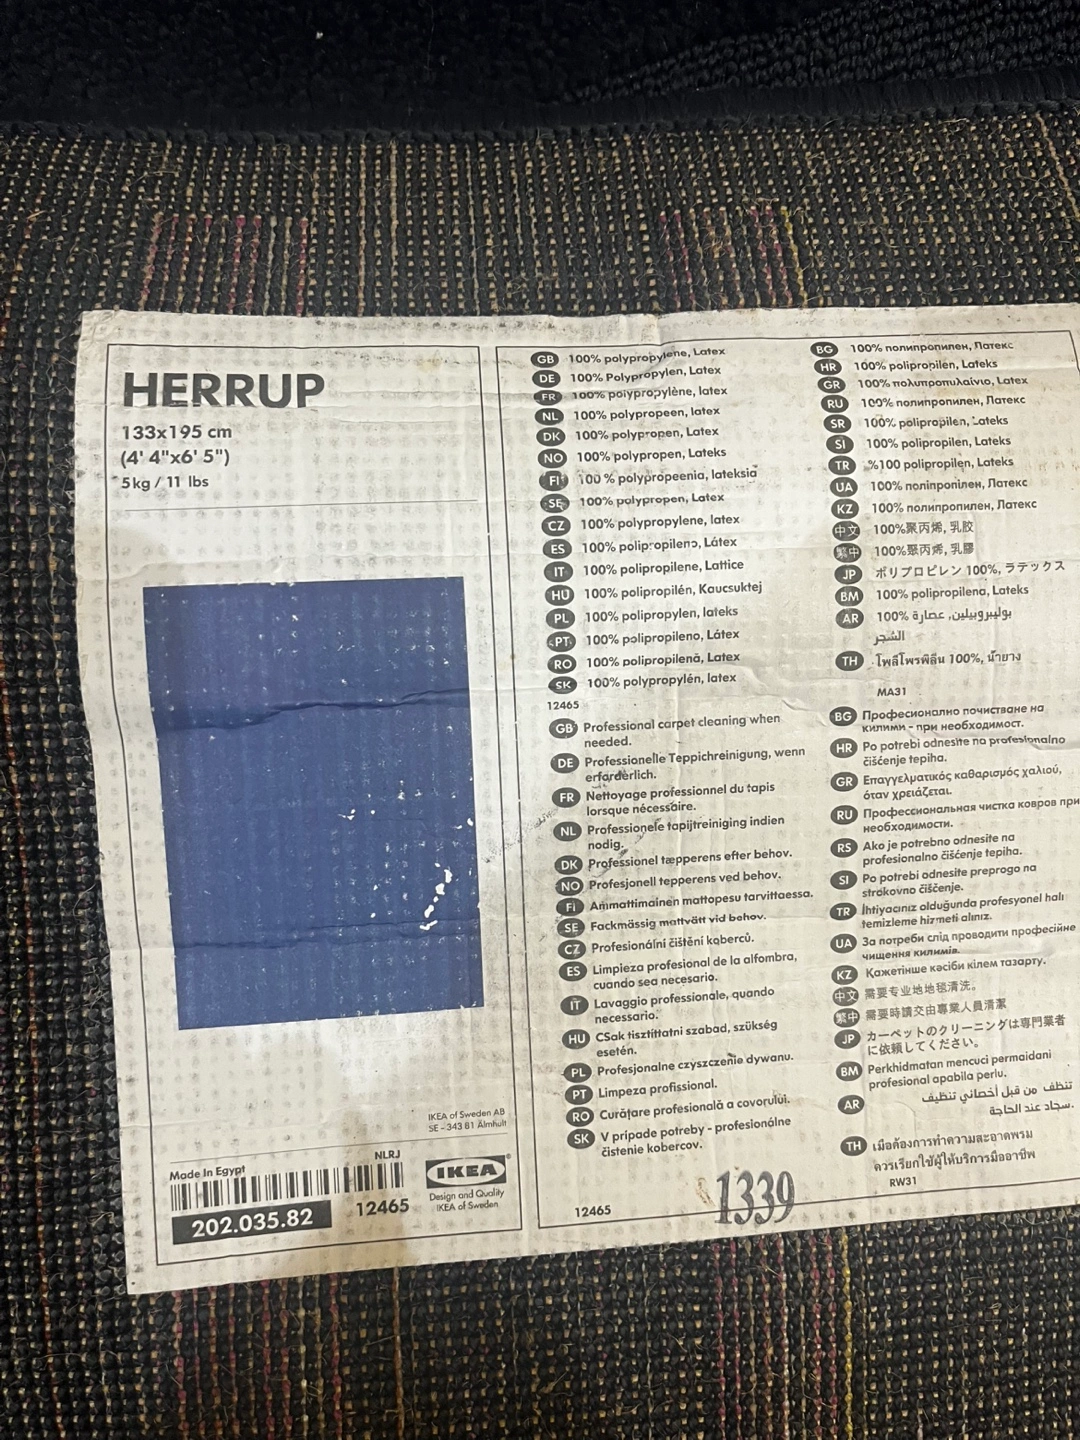 HERRUP
133x195 cm
(4' 4"x6' 5")
5kg / 11 lbs
IKEA of Sweden AB
SE - 343 81 Älmhult
Made In Egypt
NLRJ
202.035.82
12465
IKEA
Design and Quality
IKEA of Sweden
GB 100% polypropylene, Latex
DE 100% Polypropylen, Latex
FR 100% polypropylène, latex
NL 100% polypropeen, latex
DK 100% polypropen, Latex
NO 100% polypropen, Lateks
FI 100 % polypropeenia, lateksia
SE 100% polypropen, Latex
CZ 100% polypropylene, latex
ES 100% polipropileno, Látex
IT 100% polipropilene, Lattice
HU 100% polipropilén, Kaucsuktej
PL 100% polipropylen, lateks
PT 100% polipropileno, Látex
RO 100% polipropilenă, Latex
SK 100% polypropylén, latex
12465
GB Professional carpet cleaning when
needed.
DE Professionelle Teppichreinigung, wenn
erforderlich.
FR Nettoyage professionnel du tapis
lorsque nécessaire.
NL Professionele tapijtreiniging indien
nodig.
DK Professionel tæpperens efter behov.
NO Profesjonell tepperens ved behov.
FI Ammattimainen mattopesu tarvittaessa.
SE Fackmässig mattvätt vid behov.
CZ Profesionální čištění koberců.
ES Limpieza profesional de la alfombra,
cuando sea necesario.
IT Lavaggio professionale, quando
necessario.
HU CSak tisztíttatni szabad, szükség
esetén.
PL Profesjonalne czyszczenie dywanu.
PT Limpeza profissional.
RO Curăţare profesională a covorului.
SK V prípade potreby - profesionálne
čistenie kobercov.
12465
1339
BG 100% полипропилен, Латекс
HR 100% polipropilen, Lateks
GR 100% πολυπροπυλαίνιο, Latex
RU 100% полипропилен, Латекс
SR 100% polipropilen, Lateks
SI 100% polipropilen, Lateks
TR %100 polipropilen, Lateks
UA 100% поліпропілен, Латекс
KZ 100% полипропилен, Латекс
中文 100%聚丙烯, 乳胶
繁中 100%聚丙烯, 乳膠
JP ポリプロピレン 100%, ラテックス
BM 100% polipropilena, Lateks
AR 100% بوليبروبيلين, عصارة
الشجر
TH โพลีโพรพิลีน 100%, น้ำยาง
MA31
BG Професионално почистване на
килими - при необходимост.
HR Po potrebi odnesite na profesionalno
čišćenje tepiha.
GR Επαγγελματικός καθαρισμός χαλιού,
όταν χρειάζεται.
RU Профессиональная чистка ковров при
необходимости.
RS Ako je potrebno odnesite na
profesionalno čišćenje tepiha.
SI Po potrebi odnesite preprogo na
strokovno čiščenje.
TR İhtiyacınız olduğunda profesyonel halı
temizleme hizmeti alınız.
UA За потреби слід проводити професійне
чищення килимів.
KZ Қажетінше кәсіби кілем тазарту.
中文 需要专业地地毯清洗。
繁中 需要時請交由專業人員清潔
JP カーペットのクリーニングは専門業者
に依頼してください。
BM Perkhidmatan mencuci permaidani
profesional apabila perlu.
AR تنظف من قبل أخصائي تنظيف
سجاد عند الحاجة.
TH เมื่อต้องการทำความสะอาดพรม
ควรเรียกใช้ผู้ให้บริการมืออาชีพ
RW31